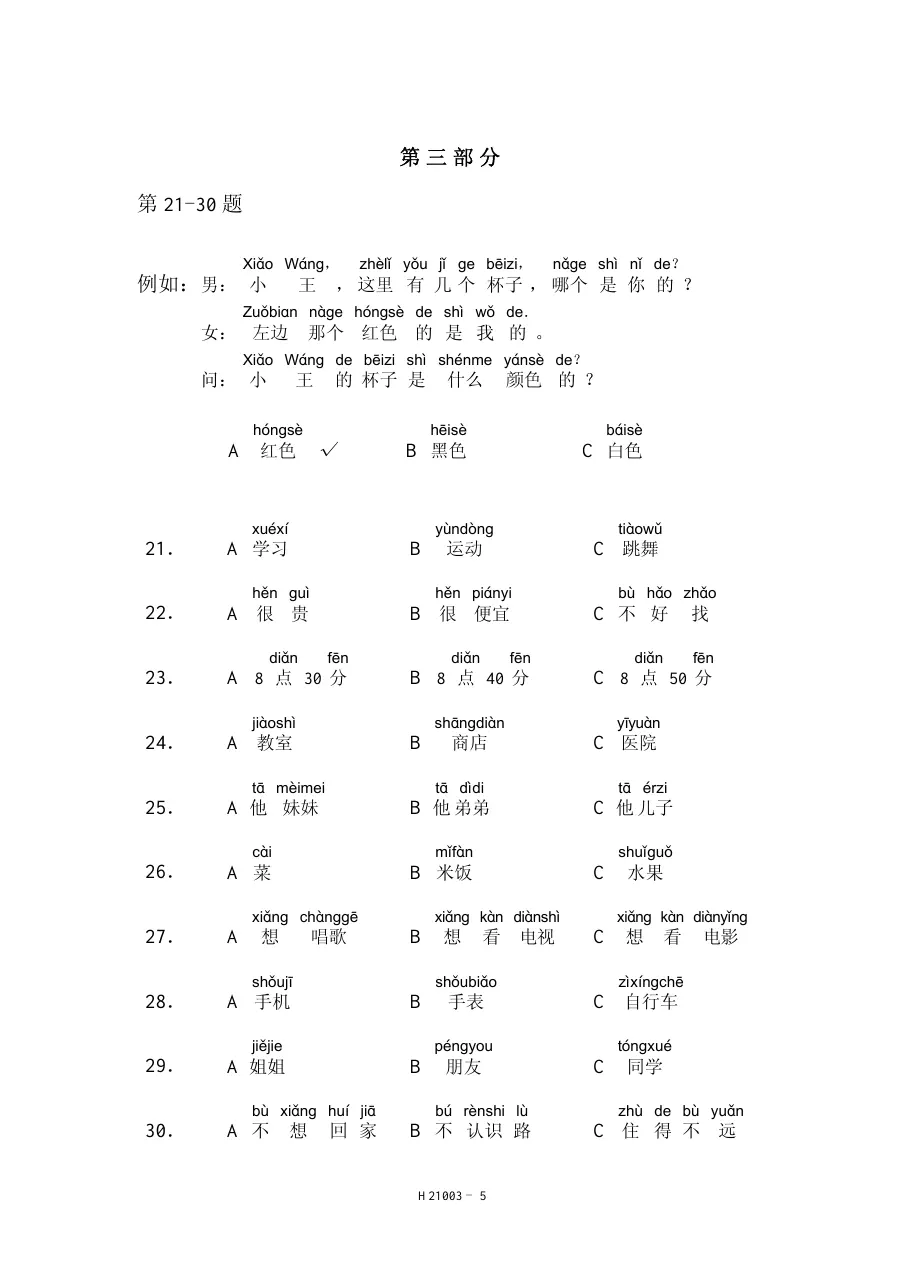 第三部分
第 21-30 题
Xiǎo Wáng, zhèlǐ yǒu jǐ ge bēizi, nǎge shì nǐ de?
例如：男： 小 王 ，这里 有 几 个 杯子 ，哪个 是 你 的 ？
Zuǒbian nàge hóngsè de shì wǒ de.
女： 左边 那个 红色 的 是 我 的 。
Xiǎo Wáng de bēizi shì shénme yánsè de?
问： 小 王 的 杯子 是 什么 颜色 的 ？
hóngsè hēisè báisè
A 红色 √ B 黑色 C 白色
xuéxí yùndòng tiàowǔ
21. A 学习 B 运动 C 跳舞
hěn guì hěn piányi bù hǎo zhǎo
22. A 很 贵 B 很 便宜 C 不 好 找
diǎn fēn diǎn fēn diǎn fēn
23. A 8 点 30 分 B 8 点 40 分 C 8 点 50 分
jiàoshì shāngdiàn yīyuàn
24. A 教室 B 商店 C 医院
tā mèimei tā dìdi tā érzi
25. A 他 妹妹 B 他 弟弟 C 他 儿子
cài mǐfàn shuǐguǒ
26. A 菜 B 米饭 C 水果
xiǎng chànggē xiǎng kàn diànshì xiǎng kàn diànyǐng
27. A 想 唱歌 B 想 看 电视 C 想 看 电影
shǒujī shǒubiǎo zìxíngchē
28. A 手机 B 手表 C 自行车
jiějie péngyou tóngxué
29. A 姐姐 B 朋友 C 同学
bù xiǎng huí jiā bú rènshi lù zhù de bù yuǎn
30. A 不 想 回 家 B 不 认识 路 C 住 得 不 远
H21003 - 5